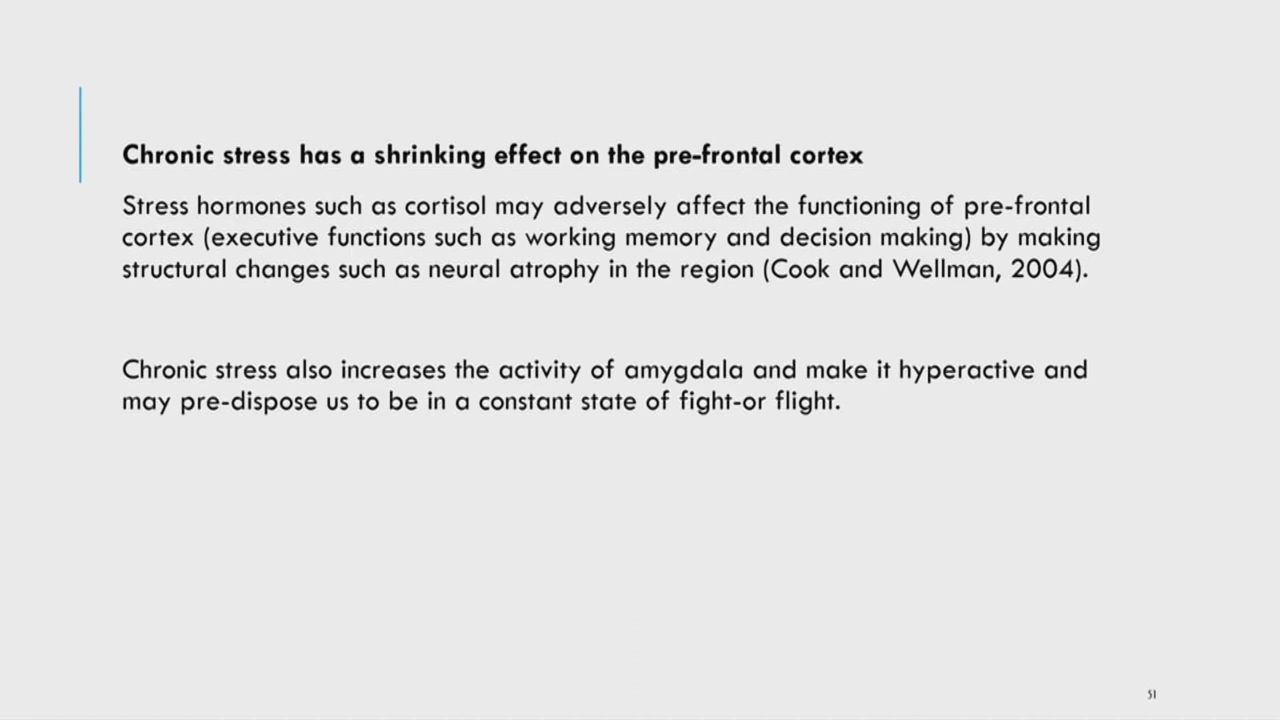 Chronic stress has a shrinking effect on the pre-frontal cortex
Stress hormones such as cortisol may adversely affect the functioning of pre-frontal
cortex (executive functions such as working memory and decision making) by making
structural changes such as neural atrophy in the region (Cook and Wellman, 2004).
Chronic stress also increases the activity of amygdala and make it hyperactive and
may pre-dispose us to be in a constant state of fight-or flight.
51